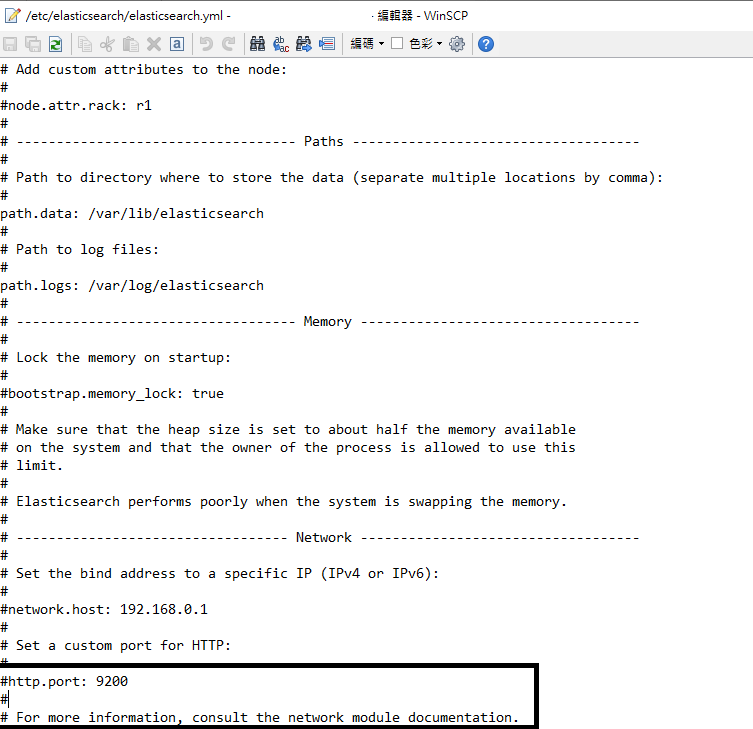 /etc/elasticsearch/elasticsearch.yml - · 編輯器 - WinSCP
編碼 色彩
# Add custom attributes to the node:
#
#node.attr.rack: r1
#
# ----------------------------------- Paths ------------------------------------
#
# Path to directory where to store the data (separate multiple locations by comma):
#
path.data: /var/lib/elasticsearch
#
# Path to log files:
#
path.logs: /var/log/elasticsearch
#
# ----------------------------------- Memory -----------------------------------
#
# Lock the memory on startup:
#
#bootstrap.memory_lock: true
#
# Make sure that the heap size is set to about half the memory available
# on the system and that the owner of the process is allowed to use this
# limit.
#
# Elasticsearch performs poorly when the system is swapping the memory.
#
# ---------------------------------- Network -----------------------------------
#
# Set the bind address to a specific IP (IPv4 or IPv6):
#
#network.host: 192.168.0.1
#
# Set a custom port for HTTP:
#
#http.port: 9200
#
# For more information, consult the network module documentation.